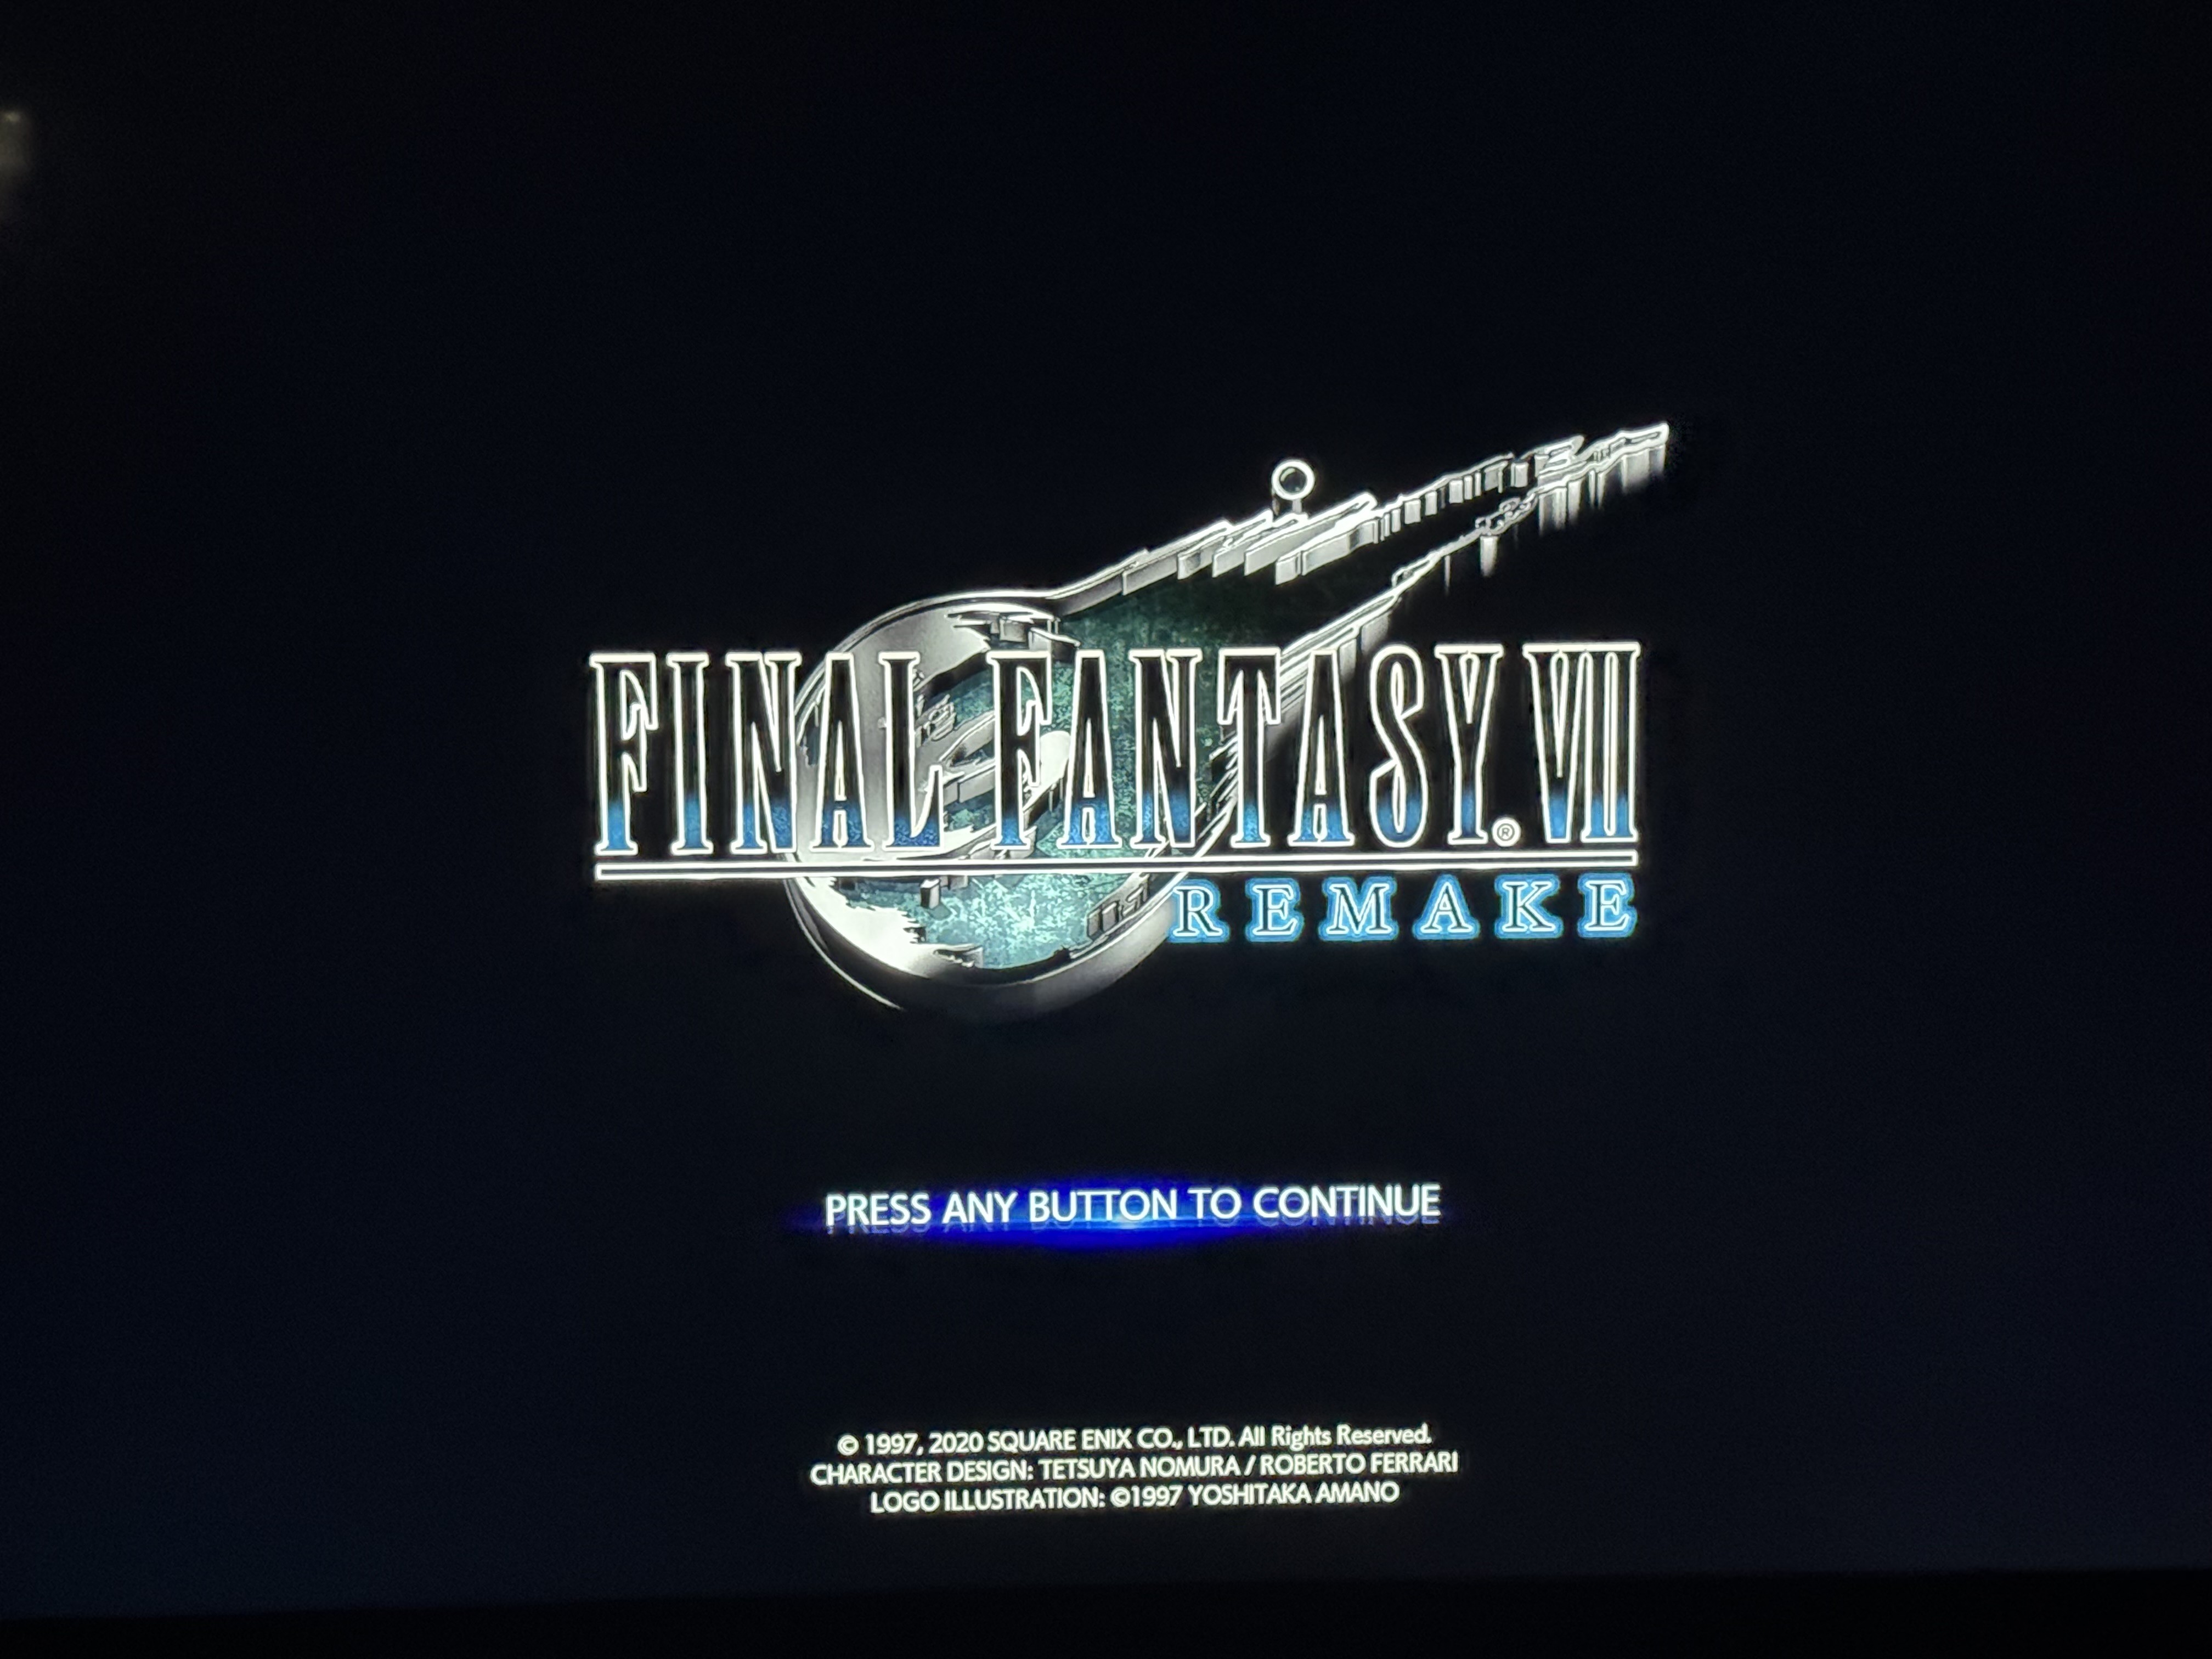 FINAL FANTASY® VII
REMAKE
PRESS ANY BUTTON TO CONTINUE
© 1997, 2020 SQUARE ENIX CO., LTD. All Rights Reserved.
CHARACTER DESIGN: TETSUYA NOMURA / ROBERTO FERRARI
LOGO ILLUSTRATION: ©1997 YOSHITAKA AMANO